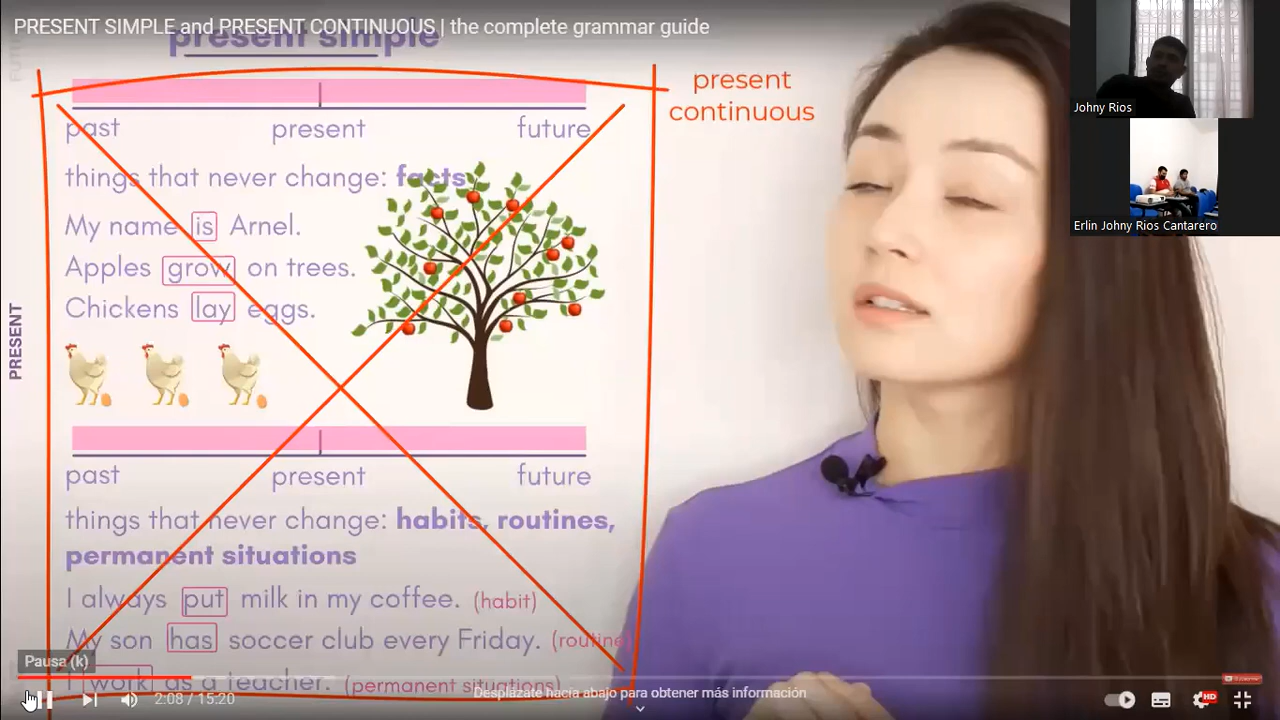 PRESENT SIMPLE and PRESENT CONTINUOUS | the complete grammar guide
present simple
present
continuous
past present future
things that never change: facts
My name is Arnel.
Apples grow on trees.
Chickens lay eggs.
PRESENT
past present future
things that never change: habits, routines,
permanent situations
I always put milk in my coffee. (habit)
My son has soccer club every Friday. (routine)
I work as a teacher. (permanent situations)
Pausa (k)
2:08 / 15:20
Desplázate hacia abajo para obtener más información
HD
Johny Rios
Erlin Johny Rios Cantarero